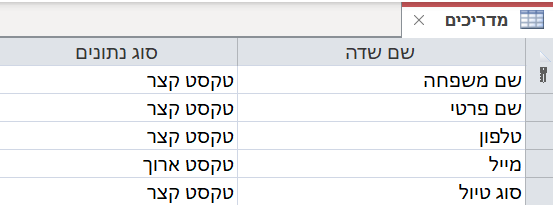 מדריכים
שם שדה סוג נתונים
שם משפחה טקסט קצר
שם פרטי טקסט קצר
טלפון טקסט קצר
מייל טקסט ארוך
סוג טיול טקסט קצר